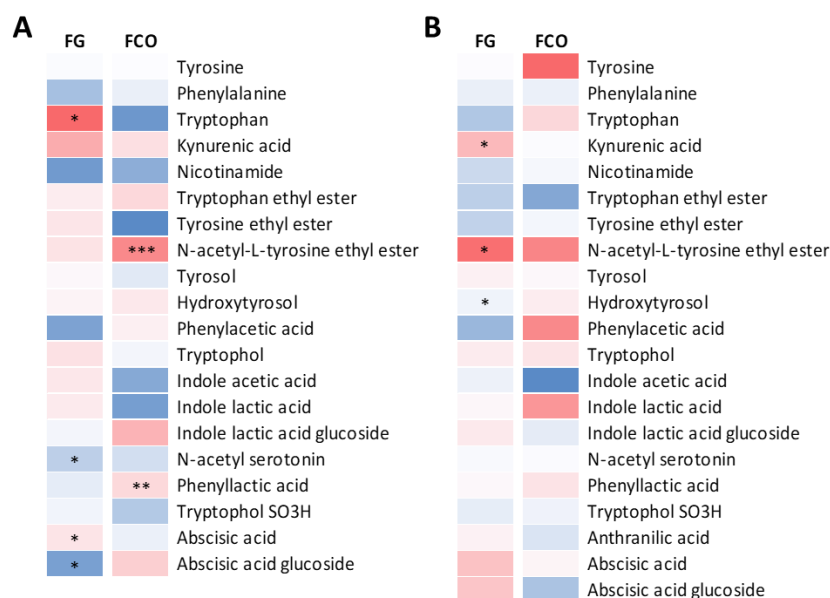 A
FG FCO
Tyrosine
Phenylalanine
* Tryptophan
Kynurenic acid
Nicotinamide
Tryptophan ethyl ester
Tyrosine ethyl ester
*** N-acetyl-L-tyrosine ethyl ester
Tyrosol
Hydroxytyrosol
Phenylacetic acid
Tryptophol
Indole acetic acid
Indole lactic acid
Indole lactic acid glucoside
* N-acetyl serotonin
** Phenyllactic acid
Tryptophol SO3H
* Abscisic acid
* Abscisic acid glucoside
B
FG FCO
Tyrosine
Phenylalanine
Tryptophan
* Kynurenic acid
Nicotinamide
Tryptophan ethyl ester
Tyrosine ethyl ester
* N-acetyl-L-tyrosine ethyl ester
Tyrosol
* Hydroxytyrosol
Phenylacetic acid
Tryptophol
Indole acetic acid
Indole lactic acid
Indole lactic acid glucoside
N-acetyl serotonin
Phenyllactic acid
Tryptophol SO3H
Anthranilic acid
Abscisic acid
Abscisic acid glucoside